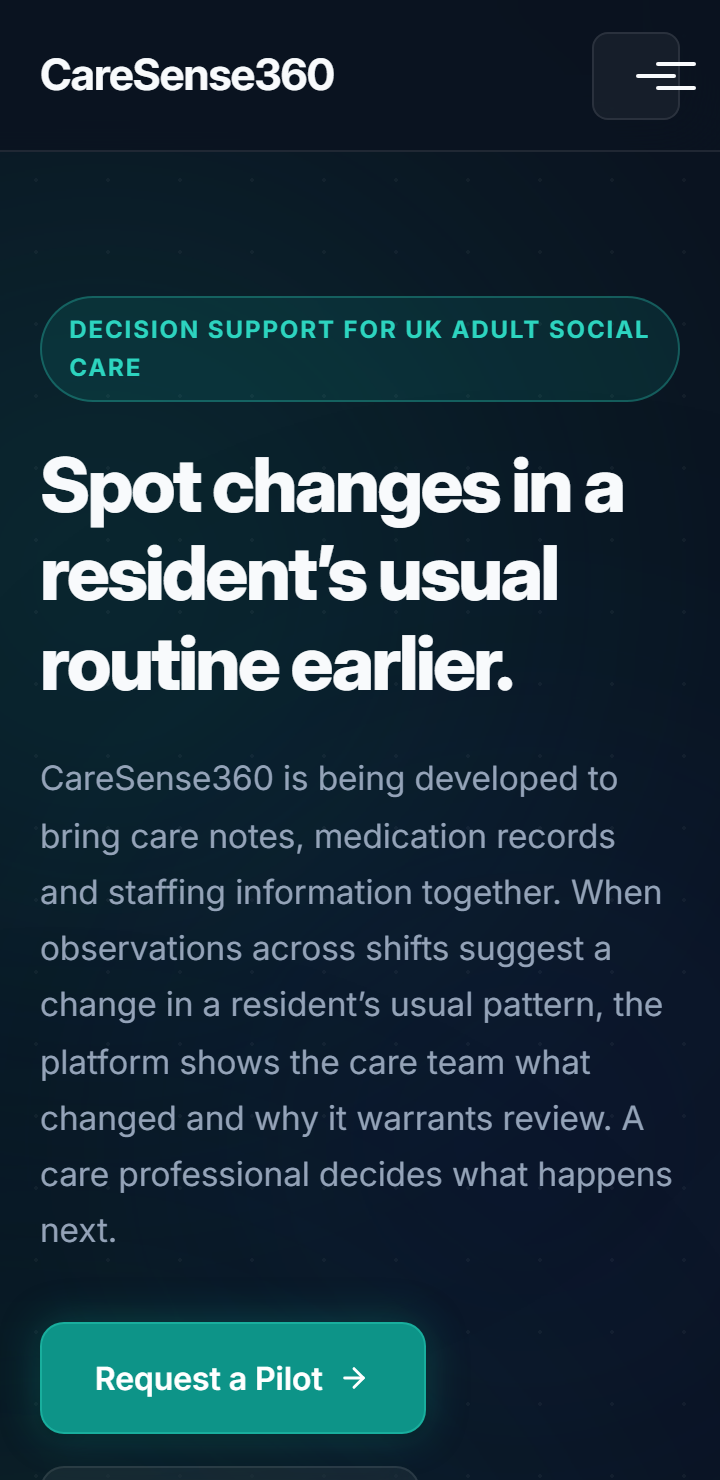 CareSense360
DECISION SUPPORT FOR UK ADULT SOCIAL
CARE
Spot changes in a
resident’s usual
routine earlier.
CareSense360 is being developed to
bring care notes, medication records
and staffing information together. When
observations across shifts suggest a
change in a resident’s usual pattern, the
platform shows the care team what
changed and why it warrants review. A
care professional decides what happens
next.
Request a Pilot →